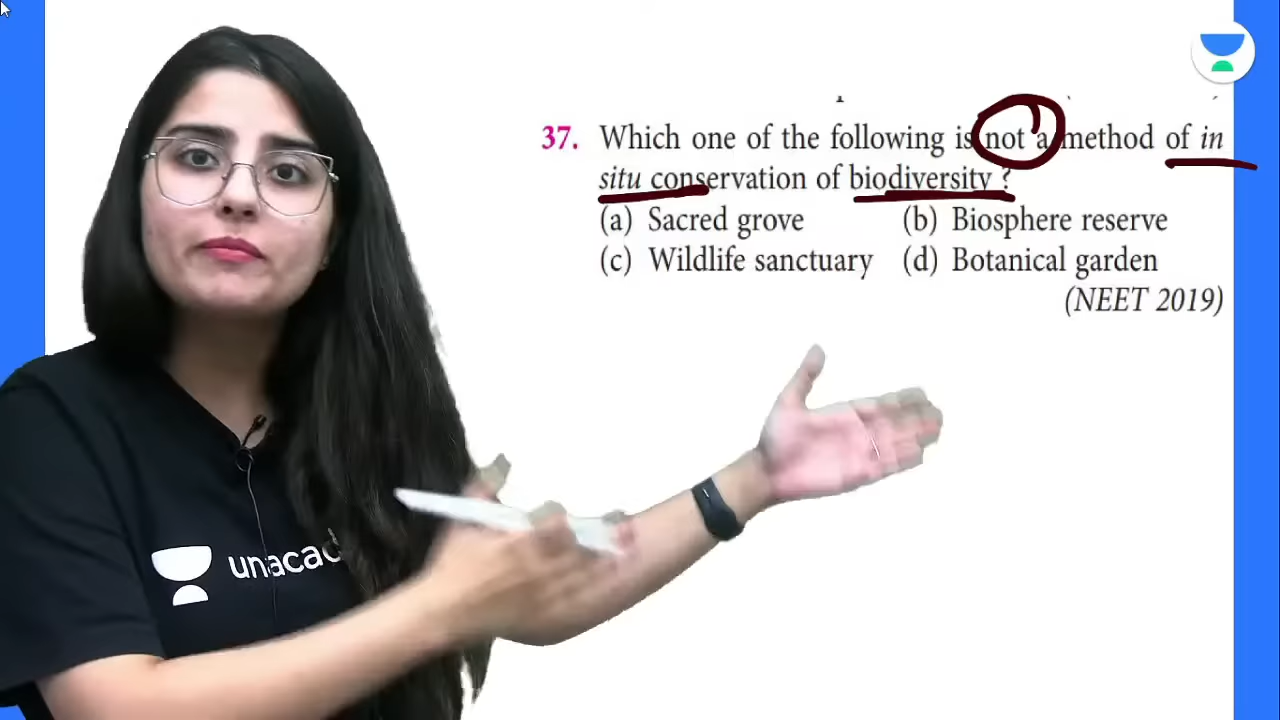 37. Which one of the following is not a method of in
situ conservation of biodiversity ?
(a) Sacred grove (b) Biosphere reserve
(c) Wildlife sanctuary (d) Botanical garden
(NEET 2019)